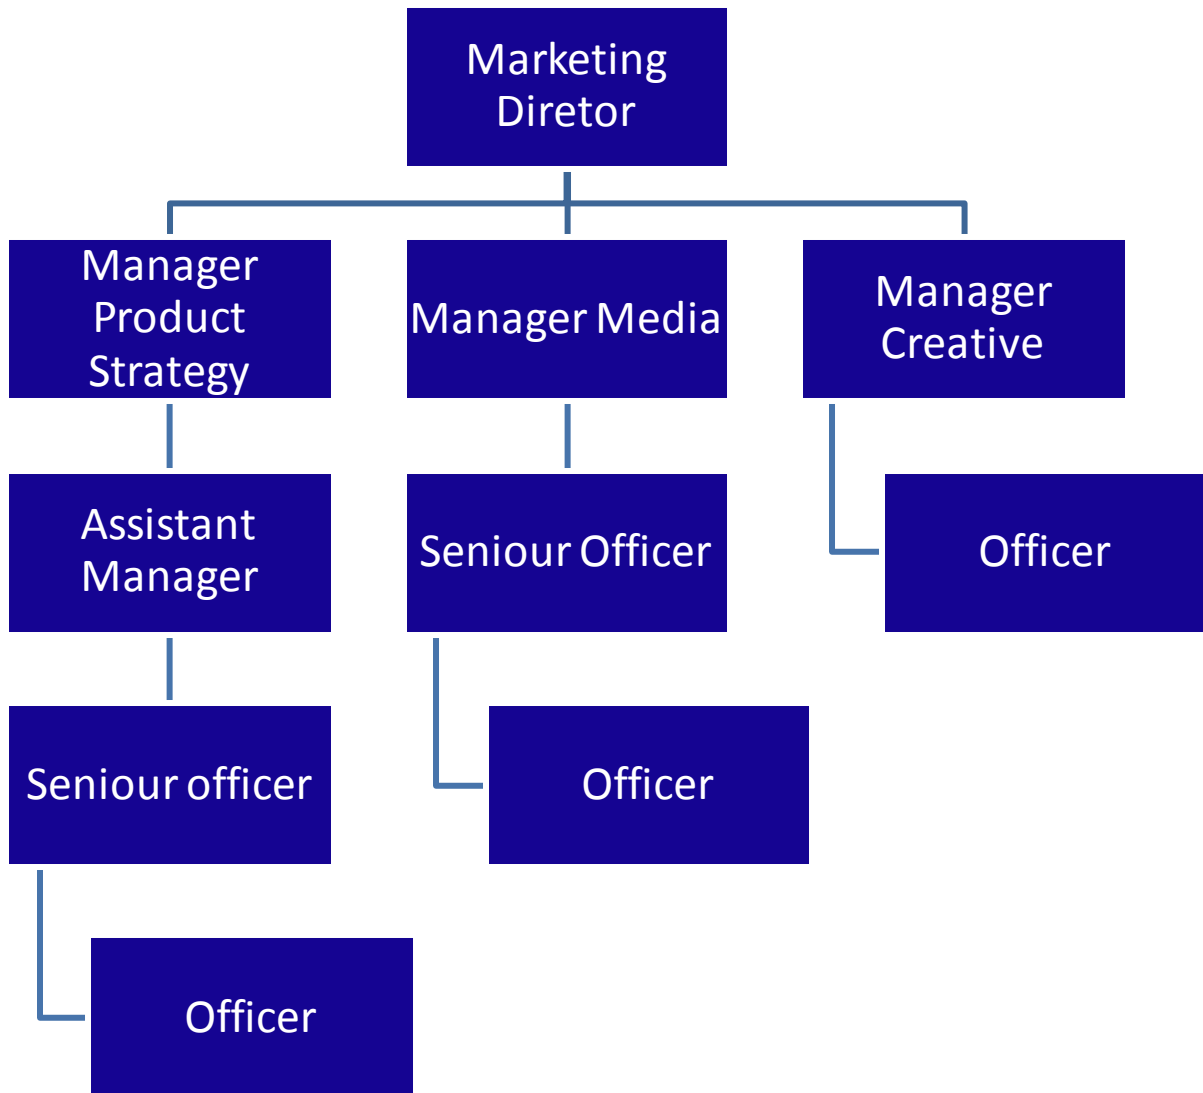 Marketing
Diretor
Manager
Product
Strategy
Manager Media
Manager
Creative
Assistant
Manager
Seniour Officer
Officer
Seniour officer
Officer
Officer